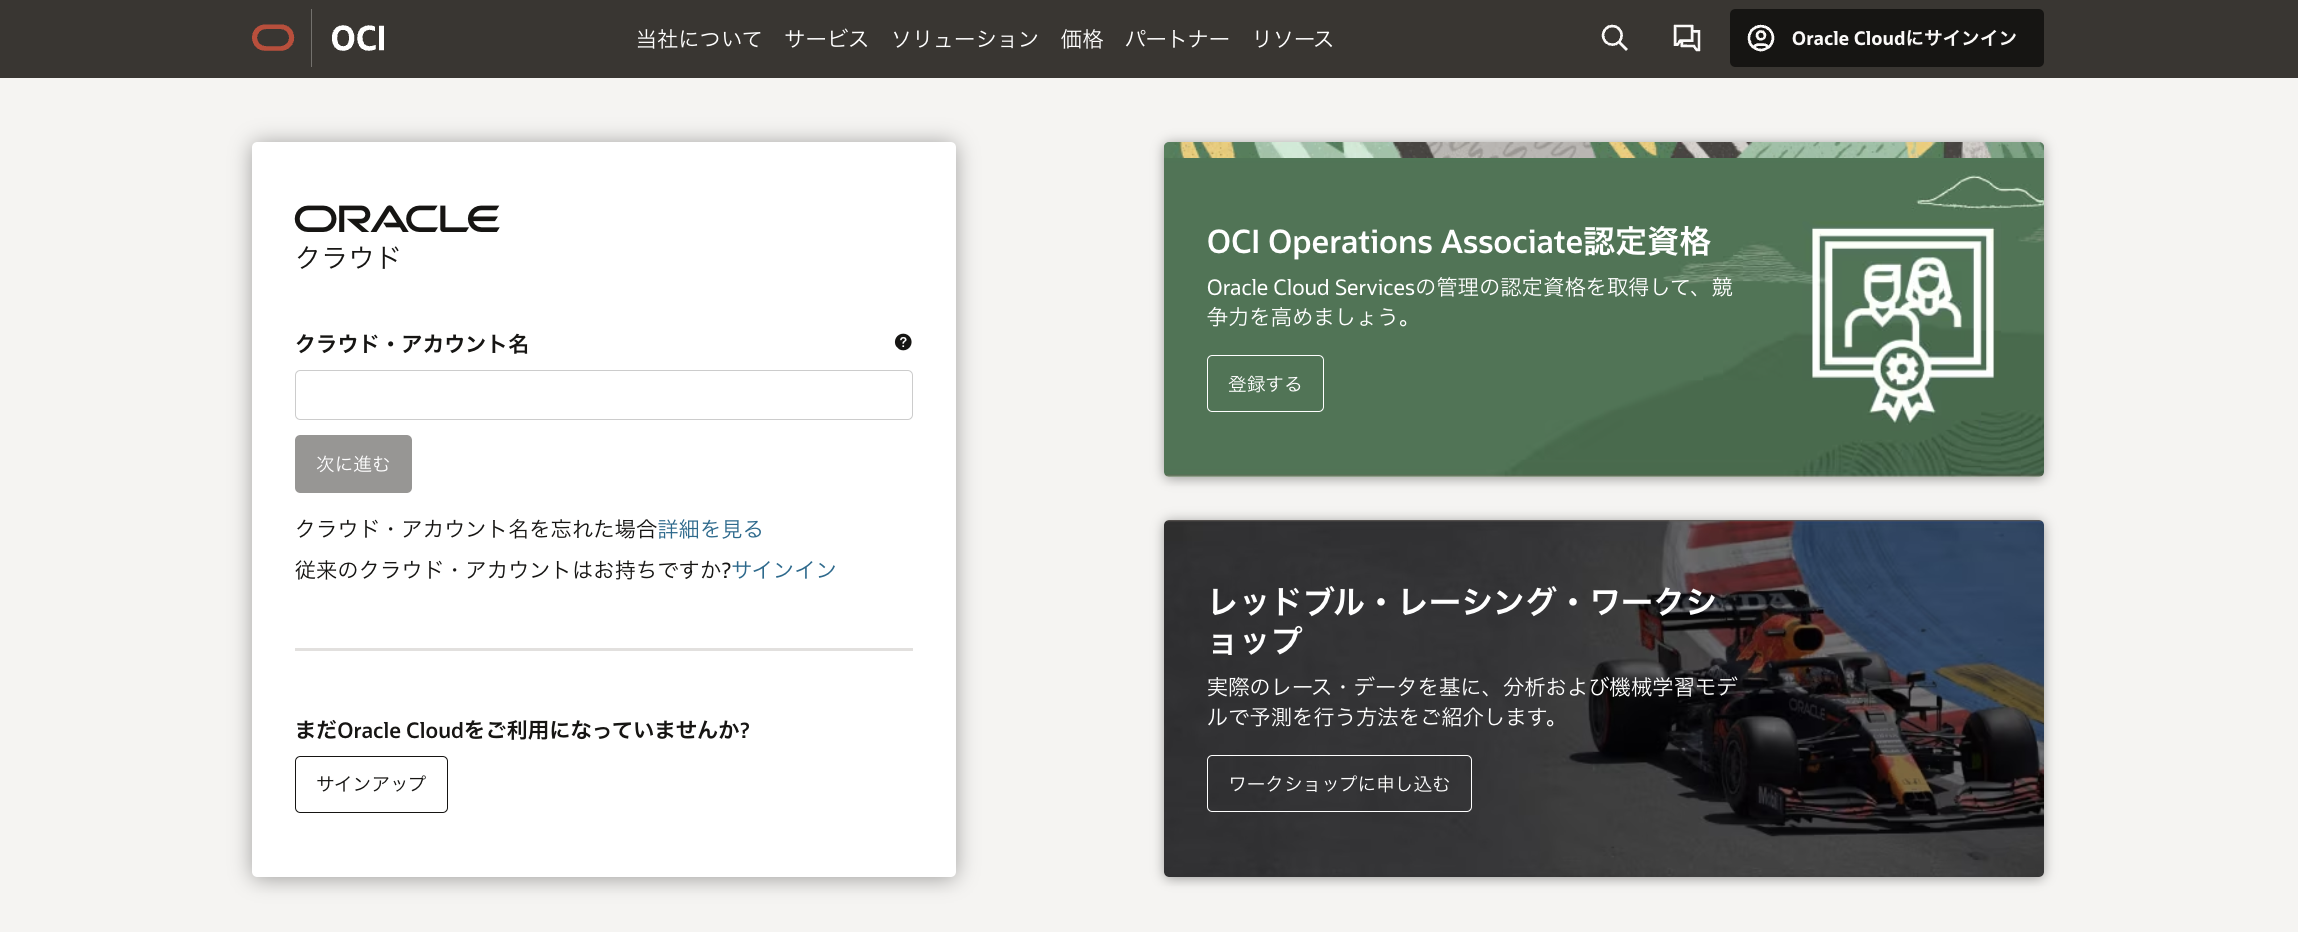 OCI
当社について サービス ソリューション 価格 パートナー リソース
Oracle Cloudにサインイン
ORACLE
クラウド
クラウド・アカウント名
?
次に進む
クラウド・アカウント名を忘れた場合詳細を見る
従来のクラウド・アカウントはお持ちですか?サインイン
まだOracle Cloudをご利用になっていませんか?
サインアップ
OCI Operations Associate認定資格
Oracle Cloud Servicesの管理の認定資格を取得して、競
争力を高めましょう。
登録する
レッドブル・レーシング・ワークシ
ョップ
実際のレース・データを基に、分析および機械学習モデ
ルで予測を行う方法をご紹介します。
ワークショップに申し込む
ORACLE
Mobil